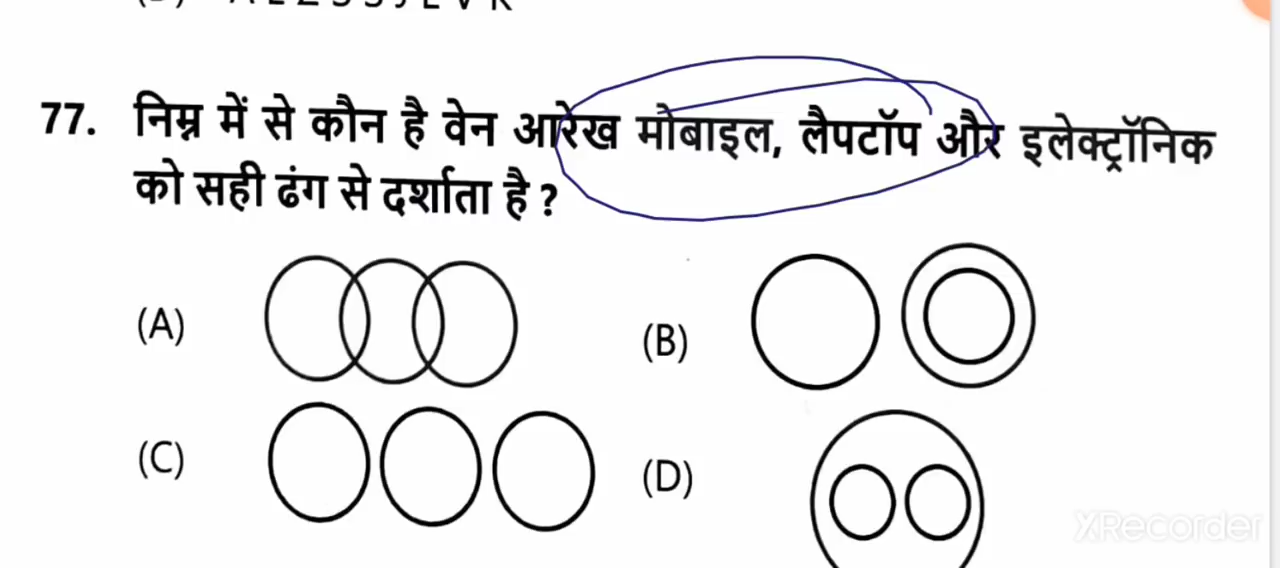 77. निम्न में से कौन है वेन आरेख मोबाइल, लैपटॉप और इलेक्ट्रॉनिक
को सही ढंग से दर्शाता है ?
(A)
(B)
(C)
(D)
XRecorder